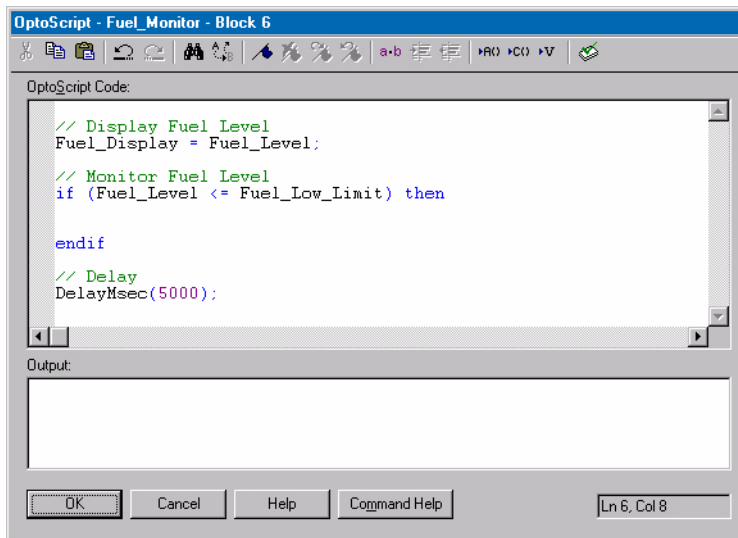 OptoScript - Fuel_Monitor - Block 6
a·b ▸A() ▸C() ▸V
OptoScript Code:
// Display Fuel Level
Fuel_Display = Fuel_Level;
// Monitor Fuel Level
if (Fuel_Level <= Fuel_Low_Limit) then
endif
// Delay
DelayMsec(5000);
Output:
OK Cancel Help Command Help Ln 6, Col 8